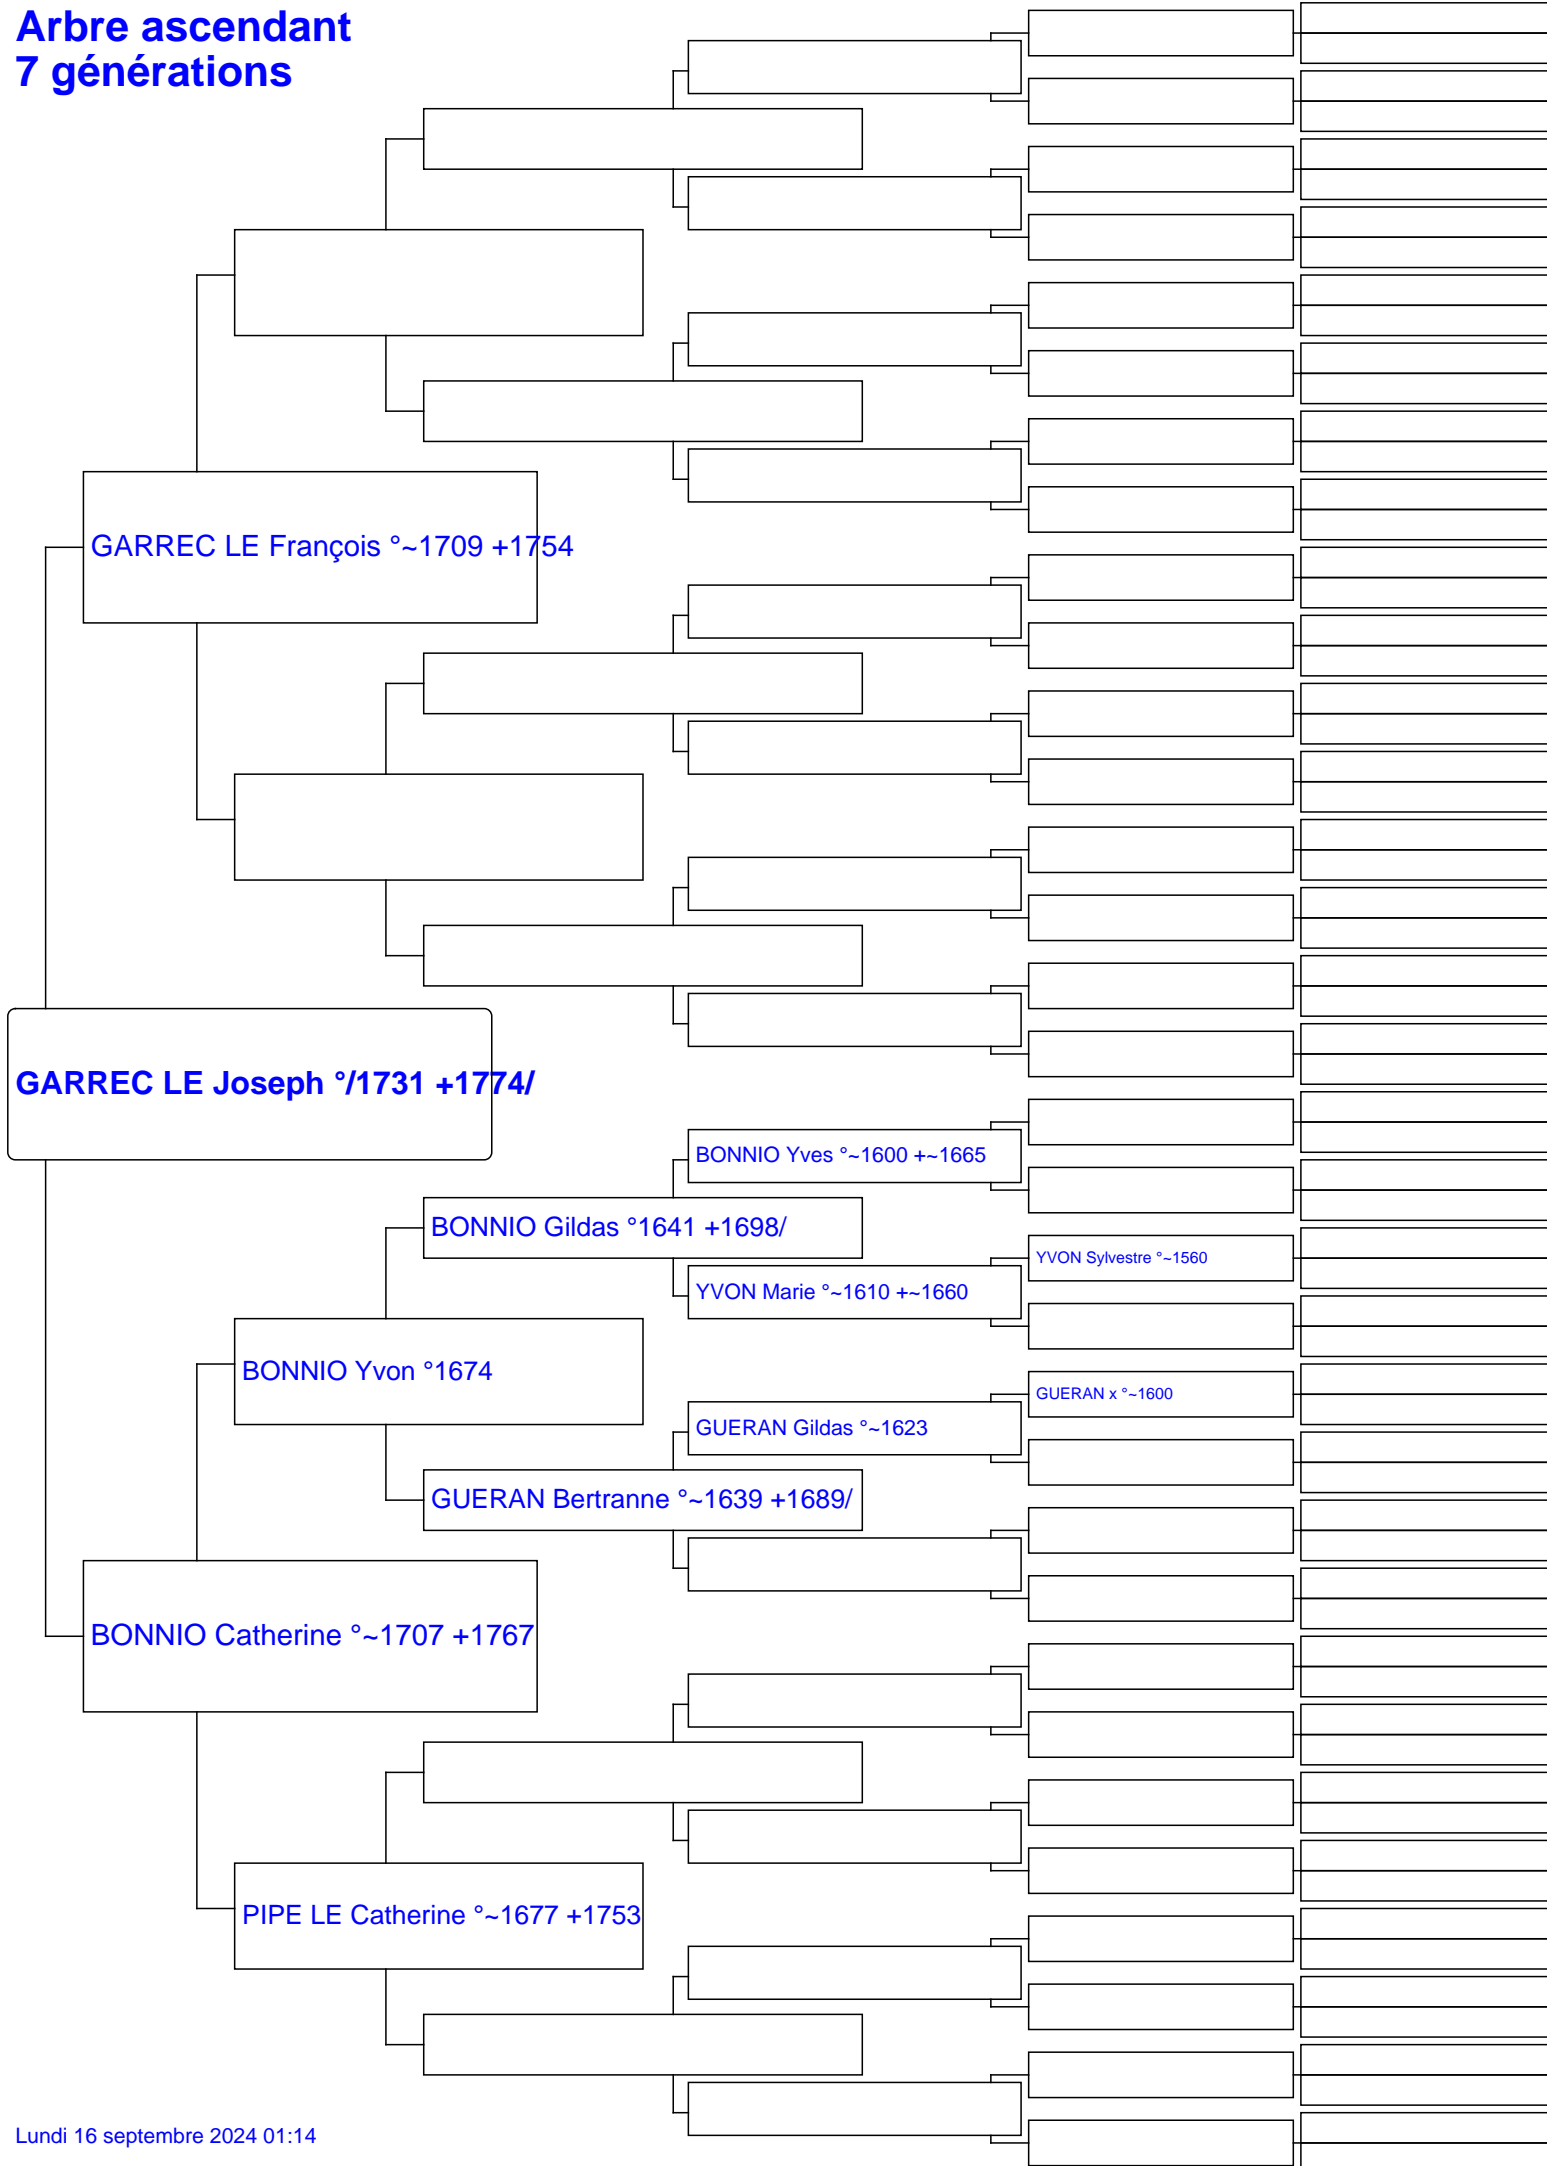 Arbre ascendant
7 générations
GARREC LE François °~1709 +1754
GARREC LE Joseph °/1731 +1774/
BONNIO Yves °~1600 +~1665
BONNIO Gildas °1641 +1698/
YVON Sylvestre °~1560
YVON Marie °~1610 +~1660
BONNIO Yvon °1674
GUERAN x °~1600
GUERAN Gildas °~1623
GUERAN Bertranne °~1639 +1689/
BONNIO Catherine °~1707 +1767
PIPE LE Catherine °~1677 +1753
Lundi 16 septembre 2024 01:14